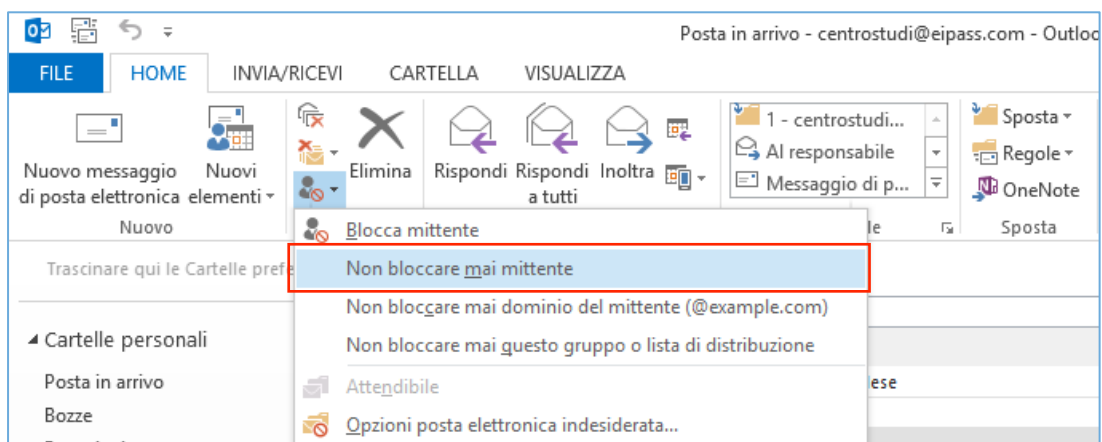 Posta in arrivo - centrostudi@eipass.com - Outloo
FILE HOME INVIA/RICEVI CARTELLA VISUALIZZA
Nuovo messaggio
di posta elettronica
Nuovi
elementi
Nuovo
Elimina
Rispondi
Rispondi
a tutti
Inoltra
1 - centrostudi...
Al responsabile
Messaggio di p...
le
Sposta
Regole
OneNote
Sposta
Blocca mittente
Non bloccare mai mittente
Non bloccare mai dominio del mittente (@example.com)
Non bloccare mai questo gruppo o lista di distribuzione
Attendibile
Opzioni posta elettronica indesiderata...
Trascinare qui le Cartelle prefe
Cartelle personali
Posta in arrivo
Bozze
ese